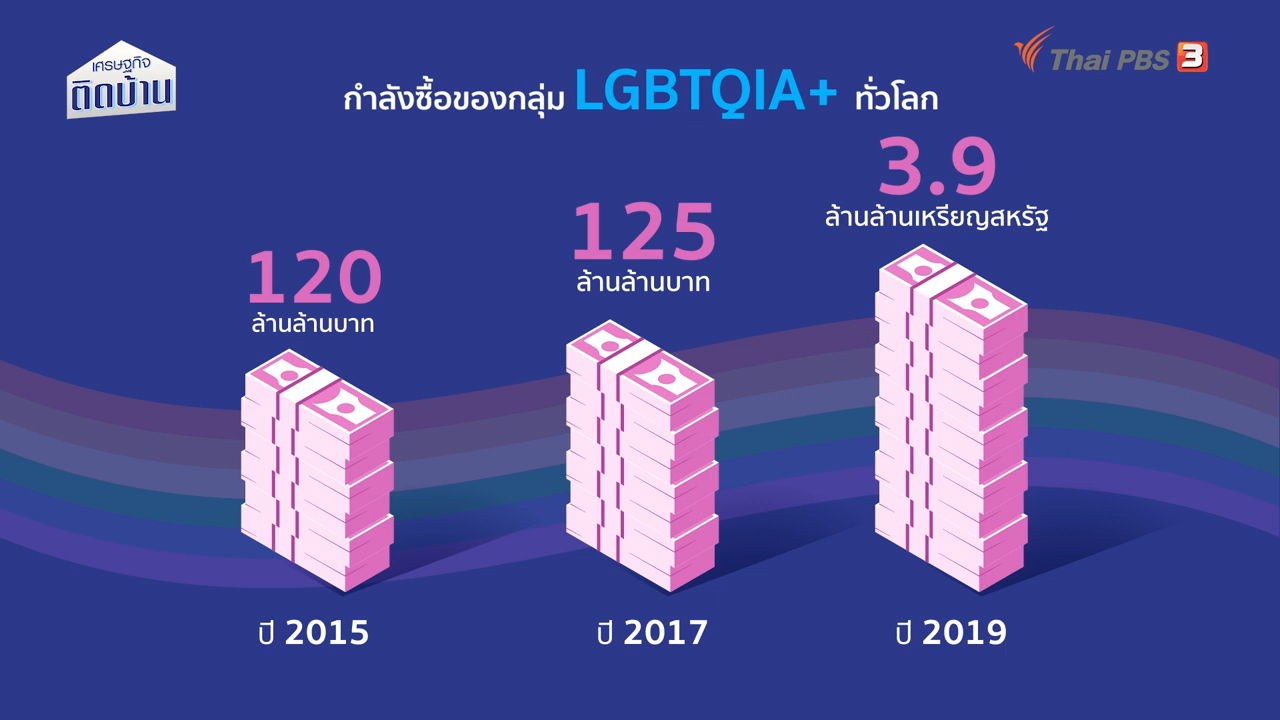 เศรษฐกิจ
ติดบ้าน
Thai PBS 3
กำลังซื้อของกลุ่ม LGBTQIA+ ทั่วโลก
120
ล้านล้านบาท
125
ล้านล้านบาท
3.9
ล้านล้านเหรียญสหรัฐ
ปี 2015
ปี 2017
ปี 2019